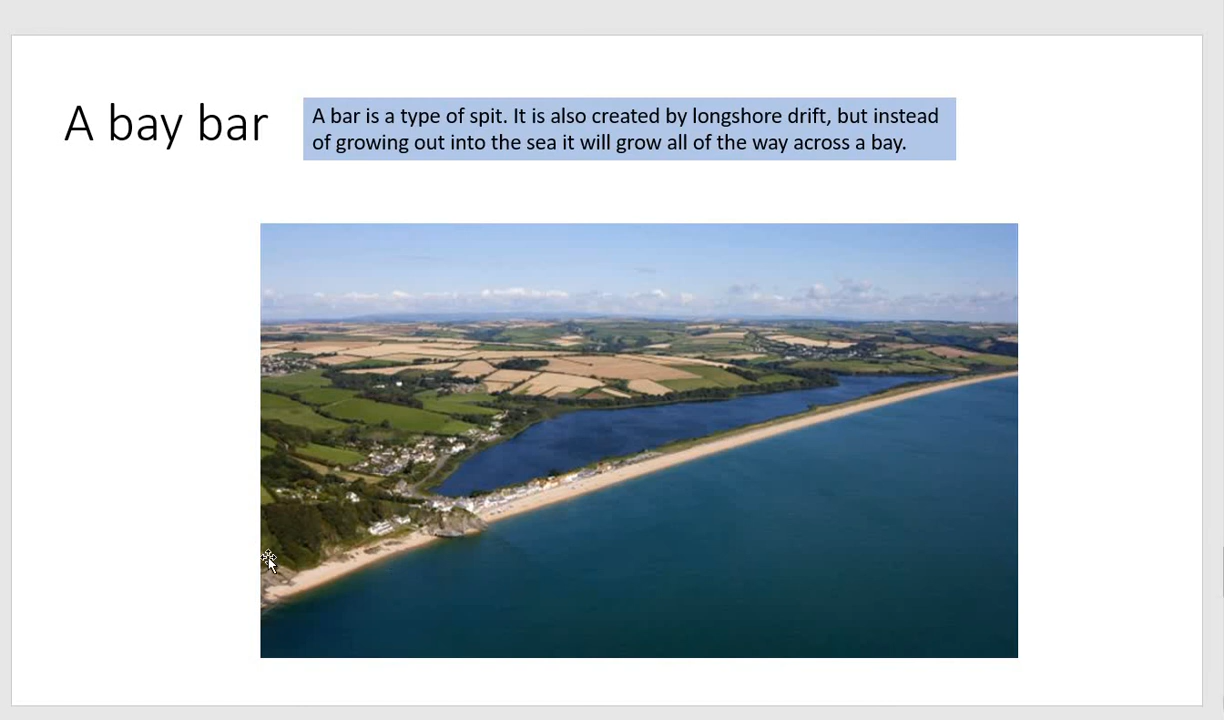 A bay bar
A bar is a type of spit. It is also created by longshore drift, but instead
of growing out into the sea it will grow all of the way across a bay.